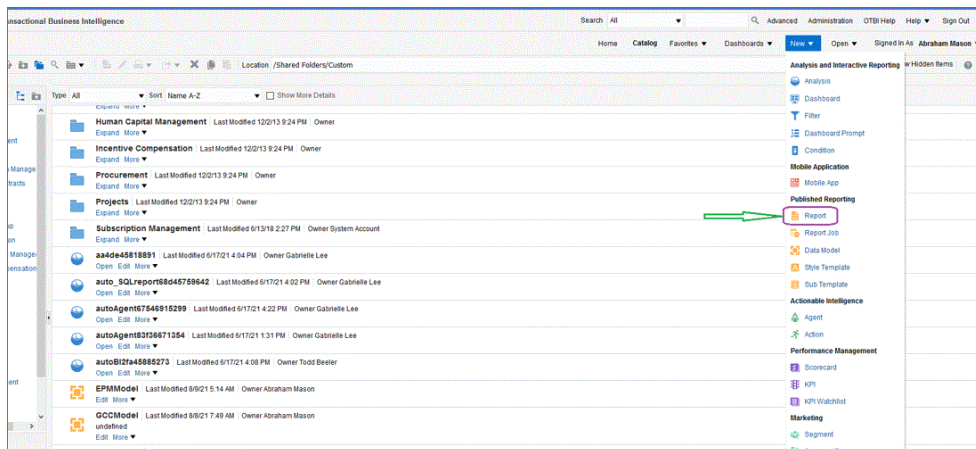 ansactional Business Intelligence
Search All Advanced Administration OTBI Help Help Sign Out
Home Catalog Favorites Dashboards New Open Signed In As Abraham Mason
Location /Shared Folders/Custom
w Hidden Items
Type All Sort Name A-Z Show More Details
Expand More
Human Capital Management Last Modified 12/2/13 9:24 PM Owner
Expand More
Incentive Compensation Last Modified 12/2/13 9:24 PM Owner
Expand More
Procurement Last Modified 12/2/13 9:24 PM Owner
Expand More
Projects Last Modified 12/2/13 9:24 PM Owner
Expand More
Subscription Management Last Modified 6/13/18 2:27 PM Owner System Account
Expand More
aa4de45818891 Last Modified 6/17/21 4:04 PM Owner Gabrielle Lee
Open Edit More
auto_SQLreport68d45759642 Last Modified 6/17/21 4:02 PM Owner Gabrielle Lee
Open Edit More
autoAgent67546915299 Last Modified 6/17/21 4:22 PM Owner Gabrielle Lee
Open Edit More
autoAgent83f36671354 Last Modified 6/17/21 1:31 PM Owner Gabrielle Lee
Open Edit More
autoBI2fa45885273 Last Modified 6/17/21 4:08 PM Owner Todd Beeler
Open Edit More
EPMModel Last Modified 8/9/21 5:14 AM Owner Abraham Mason
Edit More
GCCModel Last Modified 8/8/21 7:49 AM Owner Abraham Mason
undefined
Edit More
ent
Manage
tracts
up
on
Manage
ensation
ent
Analysis and Interactive Reporting
Analysis
Dashboard
Filter
Dashboard Prompt
Condition
Mobile Application
Mobile App
Published Reporting
Report
Report Job
Data Model
Style Template
Sub Template
Actionable Intelligence
Agent
Action
Performance Management
Scorecard
KPI
KPI Watchlist
Marketing
Segment